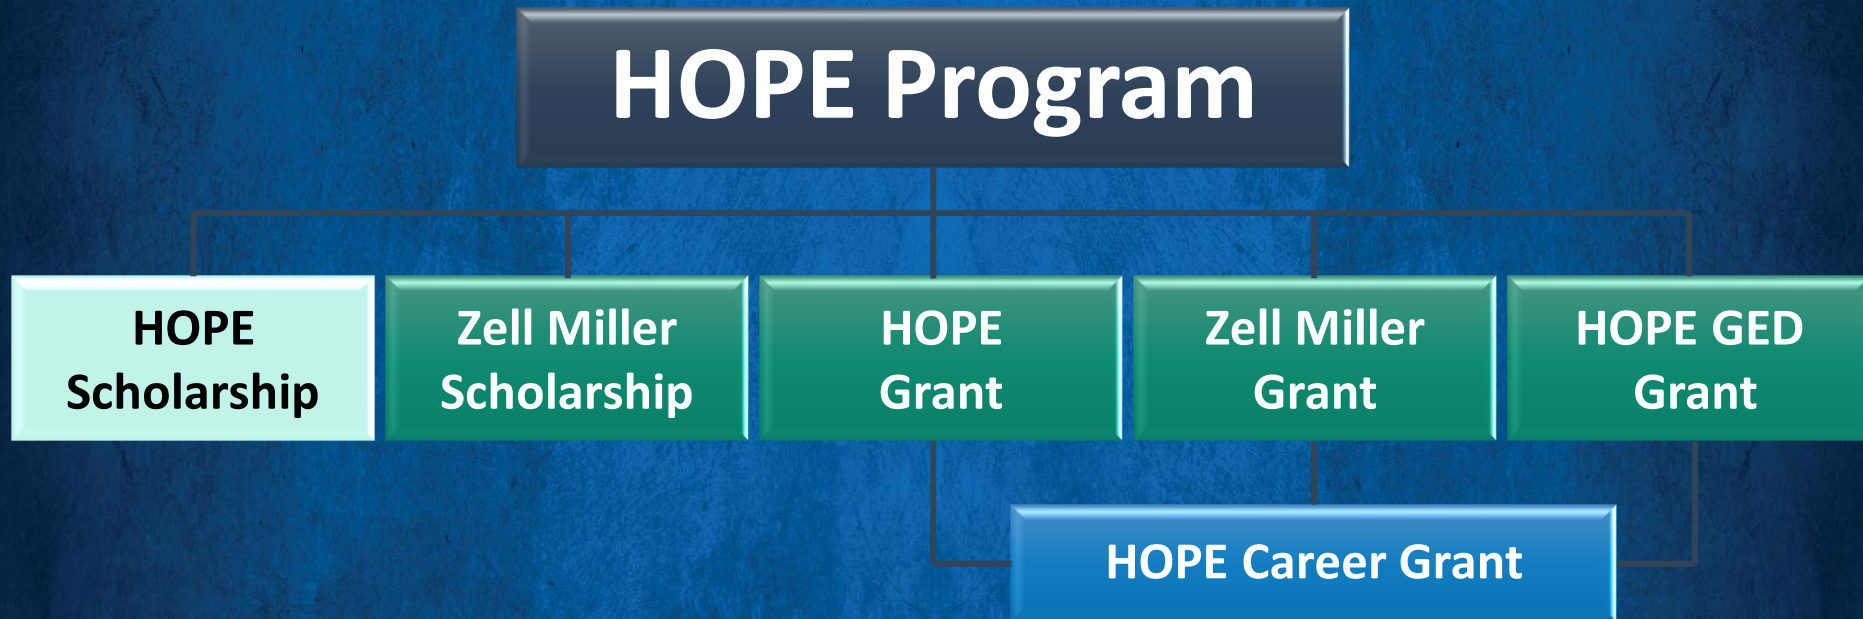 HOPE Program
HOPE
Scholarship
Zell Miller
Scholarship
HOPE
Grant
Zell Miller
Grant
HOPE GED
Grant
HOPE Career Grant